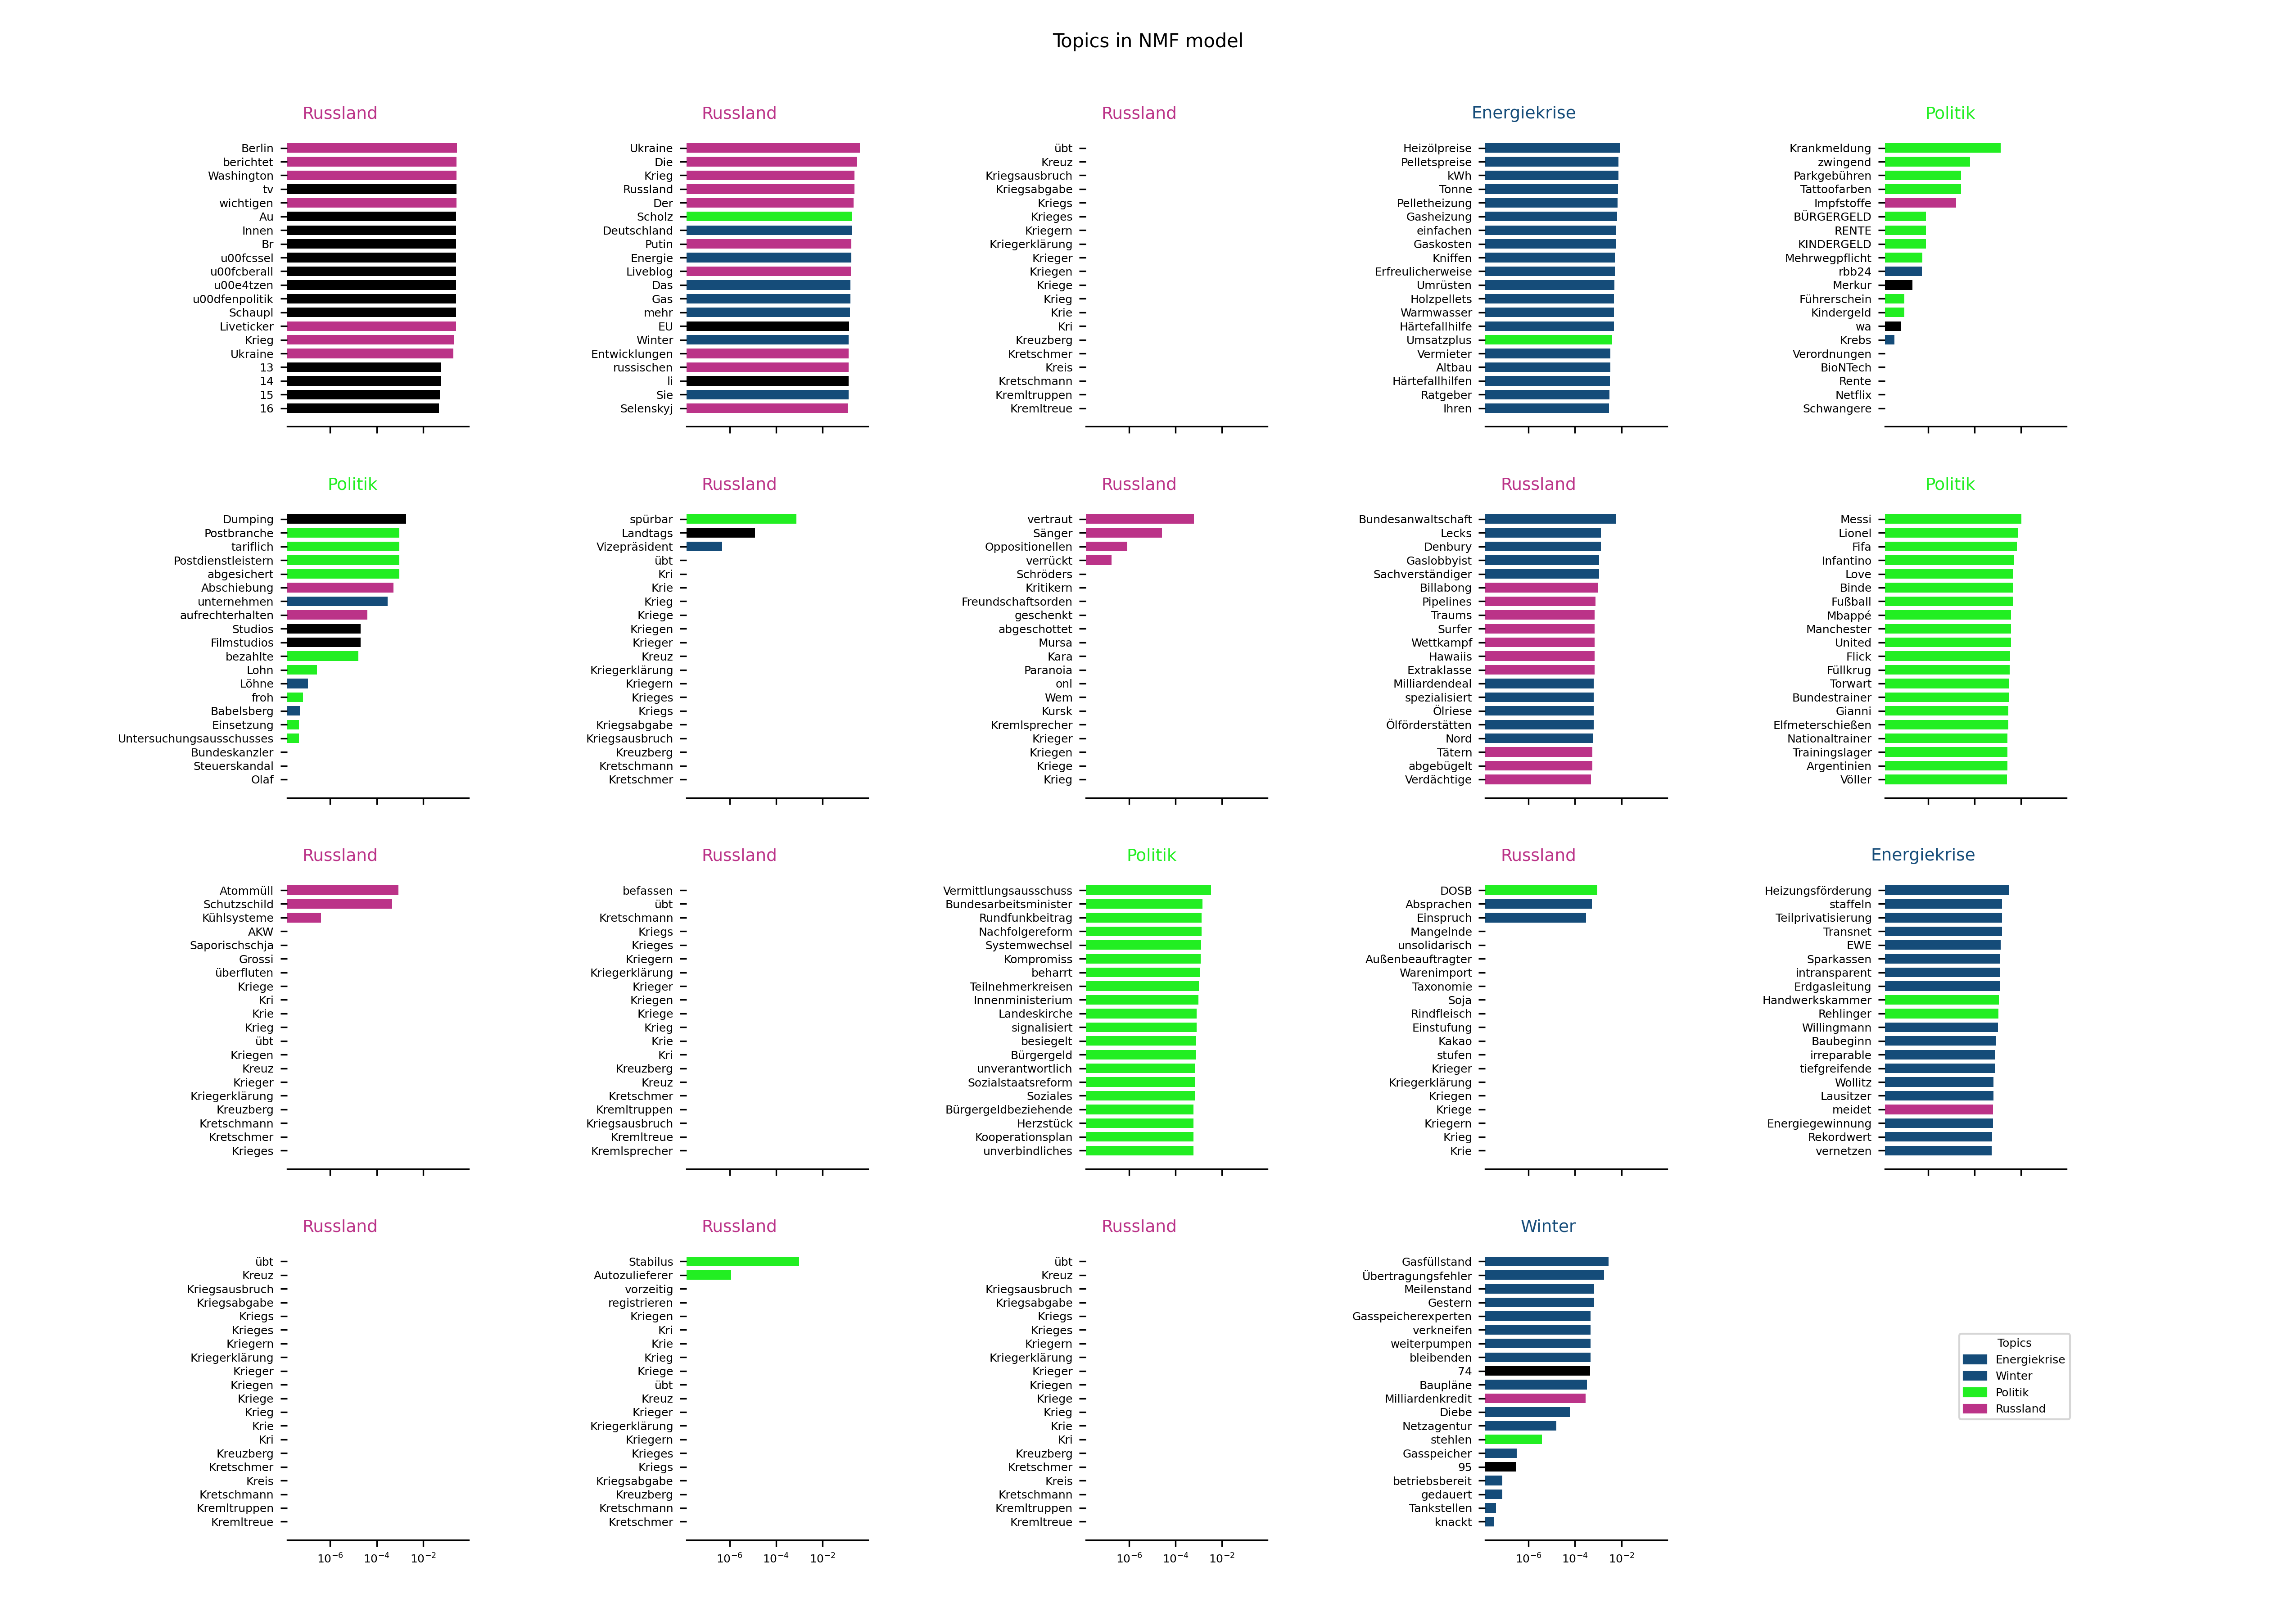 Topics in NMF model
Russland
Berlin
berichtet
Washington
tv
wichtigen
Au
Innen
Br
u00fcssel
u00fcberall
u00e4tzen
u00dfenpolitik
Schaupl
Liveticker
Krieg
Ukraine
13
14
15
16
Russland
Ukraine
Die
Krieg
Russland
Der
Scholz
Deutschland
Putin
Energie
Liveblog
Das
Gas
mehr
EU
Winter
Entwicklungen
russischen
li
Sie
Selenskyj
Russland
übt
Kreuz
Kriegsausbruch
Kriegsabgabe
Kriegs
Krieges
Kriegern
Kriegerklärung
Krieger
Kriegen
Kriege
Krieg
Krie
Kri
Kreuzberg
Kretschmer
Kreis
Kretschmann
Kremltruppen
Kremltreue
Energiekrise
Heizölpreise
Pelletspreise
kWh
Tonne
Pelletheizung
Gasheizung
einfachen
Gaskosten
Kniffen
Erfreulicherweise
Umrüsten
Holzpellets
Warmwasser
Härtefallhilfe
Umsatzplus
Vermieter
Altbau
Härtefallhilfen
Ratgeber
Ihren
Politik
Krankmeldung
zwingend
Parkgebühren
Tattoofarben
Impfstoffe
BÜRGERGELD
RENTE
KINDERGELD
Mehrwegpflicht
rbb24
Merkur
Führerschein
Kindergeld
wa
Krebs
Verordnungen
BioNTech
Rente
Netflix
Schwangere
Politik
Dumping
Postbranche
tariflich
Postdienstleistern
abgesichert
Abschiebung
unternehmen
aufrechterhalten
Studios
Filmstudios
bezahlte
Lohn
Löhne
froh
Babelsberg
Einsetzung
Untersuchungsausschusses
Bundeskanzler
Steuerskandal
Olaf
Russland
spürbar
Landtags
Vizepräsident
übt
Kri
Krie
Krieg
Kriege
Kriegen
Krieger
Kreuz
Kriegerklärung
Kriegern
Krieges
Kriegs
Kriegsabgabe
Kriegsausbruch
Kreuzberg
Kretschmann
Kretschmer
Russland
vertraut
Sänger
Oppositionellen
verrückt
Schröders
Kritikern
Freundschaftsorden
geschenkt
abgeschottet
Mursa
Kara
Paranoia
onl
Wem
Kursk
Kremlsprecher
Krieger
Kriegen
Kriege
Krieg
Russland
Bundesanwaltschaft
Lecks
Denbury
Gaslobbyist
Sachverständiger
Billabong
Pipelines
Traums
Surfer
Wettkampf
Hawaiis
Extraklasse
Milliardendeal
spezialisiert
Ölriese
Ölförderstätten
Nord
Tätern
abgebügelt
Verdächtige
Politik
Messi
Lionel
Fifa
Infantino
Love
Binde
Fußball
Mbappé
Manchester
United
Flick
Füllkrug
Torwart
Bundestrainer
Gianni
Elfmeterschießen
Nationaltrainer
Trainingslager
Argentinien
Völler
Russland
Atommüll
Schutzschild
Kühlsysteme
AKW
Saporischschja
Grossi
überfluten
Kriege
Kri
Krie
Krieg
übt
Kriegen
Kreuz
Krieger
Kriegerklärung
Kreuzberg
Kretschmann
Kretschmer
Krieges
Russland
befassen
übt
Kretschmann
Kriegs
Krieges
Kriegern
Kriegerklärung
Krieger
Kriegen
Kriege
Krieg
Krie
Kri
Kreuzberg
Kreuz
Kretschmer
Kremltruppen
Kriegsausbruch
Kremltreue
Kremlsprecher
Politik
Vermittlungsausschuss
Bundesarbeitsminister
Rundfunkbeitrag
Nachfolgereform
Systemwechsel
Kompromiss
beharrt
Teilnehmerkreisen
Innenministerium
Landeskirche
signalisiert
besiegelt
Bürgergeld
unverantwortlich
Sozialstaatsreform
Soziales
Bürgergeldbeziehende
Herzstück
Kooperationsplan
unverbindliches
Russland
DOSB
Absprachen
Einspruch
Mangelnde
unsolidarisch
Außenbeauftragter
Warenimport
Taxonomie
Soja
Rindfleisch
Einstufung
Kakao
stufen
Krieger
Kriegerklärung
Kriegen
Kriege
Kriegern
Krieg
Krie
Energiekrise
Heizungsförderung
staffeln
Teilprivatisierung
Transnet
EWE
Sparkassen
intransparent
Erdgasleitung
Handwerkskammer
Rehlinger
Willingmann
Baubeginn
irreparable
tiefgreifende
Wollitz
Lausitzer
meidet
Energiegewinnung
Rekordwert
vernetzen
Russland
übt
Kreuz
Kriegsausbruch
Kriegsabgabe
Kriegs
Krieges
Kriegern
Kriegerklärung
Krieger
Kriegen
Kriege
Krieg
Krie
Kri
Kreuzberg
Kretschmer
Kreis
Kretschmann
Kremltruppen
Kremltreue
10⁻⁶ 10⁻⁴ 10⁻²
Russland
Stabilus
Autozulieferer
vorzeitig
registrieren
Kriegen
Kri
Krie
Krieg
Kriege
übt
Kreuz
Krieger
Kriegerklärung
Kriegern
Krieges
Kriegs
Kriegsabgabe
Kreuzberg
Kretschmann
Kretschmer
10⁻⁶ 10⁻⁴ 10⁻²
Russland
übt
Kreuz
Kriegsausbruch
Kriegsabgabe
Kriegs
Krieges
Kriegern
Kriegerklärung
Krieger
Kriegen
Kriege
Krieg
Krie
Kri
Kreuzberg
Kretschmer
Kreis
Kretschmann
Kremltruppen
Kremltreue
10⁻⁶ 10⁻⁴ 10⁻²
Winter
Gasfüllstand
Übertragungsfehler
Meilenstand
Gestern
Gasspeicherexperten
verkneifen
weiterpumpen
bleibenden
74
Baupläne
Milliardenkredit
Diebe
Netzagentur
stehlen
Gasspeicher
95
betriebsbereit
gedauert
Tankstellen
knackt
10⁻⁶ 10⁻⁴ 10⁻²
Topics
Energiekrise
Winter
Politik
Russland